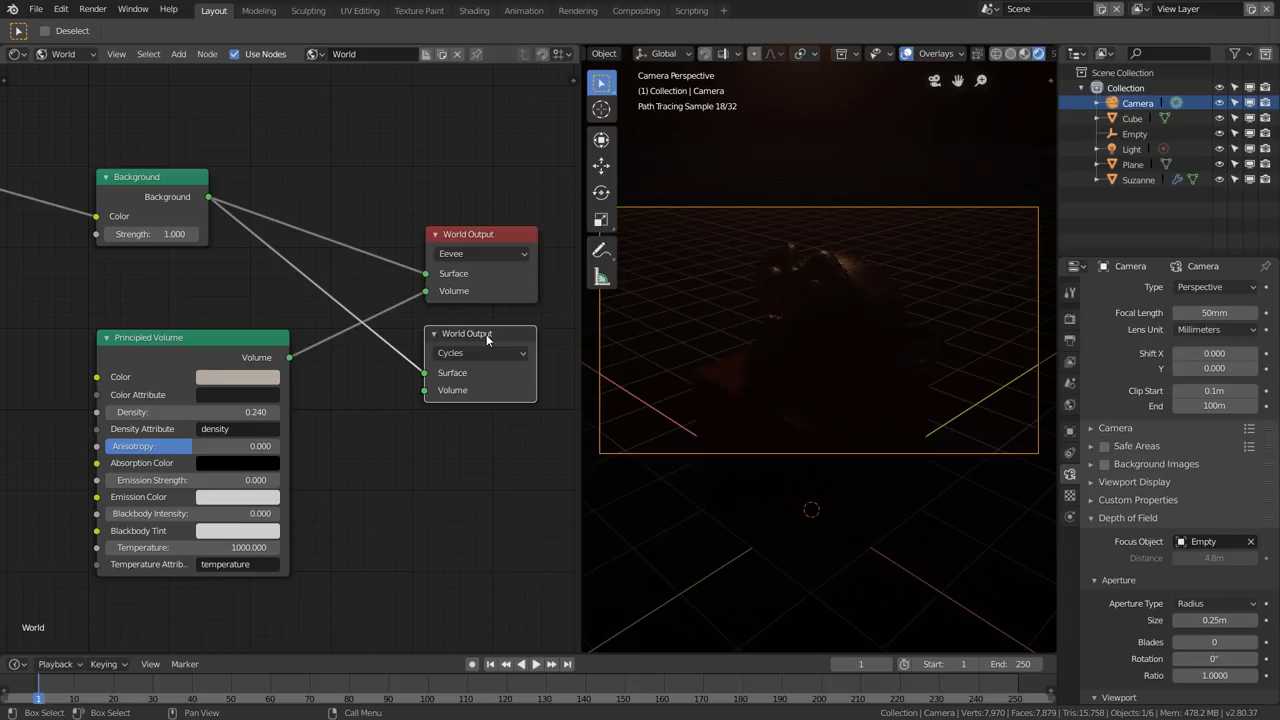 File Edit Render Window Help Layout Modeling Sculpting UV Editing Texture Paint Shading Animation Rendering Compositing Scripting Scene View Layer
Deselect
World View Select Add Node Use Nodes World Object Global Overlays
Camera Perspective
(1) Collection | Camera
Path Tracing Sample 18/32
Background
Background
Color
Strength: 1.000
World Output
Eevee
Surface
Volume
World Output
Cycles
Surface
Volume
Principled Volume
Volume
Color
Color Attribute
Density: 0.240
Density Attribute density
Anisotropy: 0.000
Absorption Color
Emission Strength: 0.000
Emission Color
Blackbody Intensity: 0.000
Blackbody Tint
Temperature: 1000.000
Temperature Attrib.. temperature
World
Scene Collection
Collection
Camera
Cube
Empty
Light
Plane
Suzanne
Camera Camera
Type Perspective
Focal Length 50mm
Lens Unit Millimeters
Shift X 0.000
Y 0.000
Clip Start 0.1m
End 100m
Camera
Safe Areas
Background Images
Viewport Display
Custom Properties
Depth of Field
Focus Object Empty
Distance 4.8m
Aperture
Aperture Type Radius
Size 0.25m
Blades 0
Rotation 0°
Ratio 1.0000
Viewport
Playback Keying View Marker 1 Start: 1 End: 250
1 10 20 30 40 50 60 70 80 90 100 110 120 130 140 150 160 170 180 190 200 210 220 230 240 250
Box Select Box Select Pan View Call Menu Collection | Camera | Verts:7,970 | Faces:7,879 | Tris:15,758 | Objects:1/6 | Mem: 478.2 MB | v2.80.37